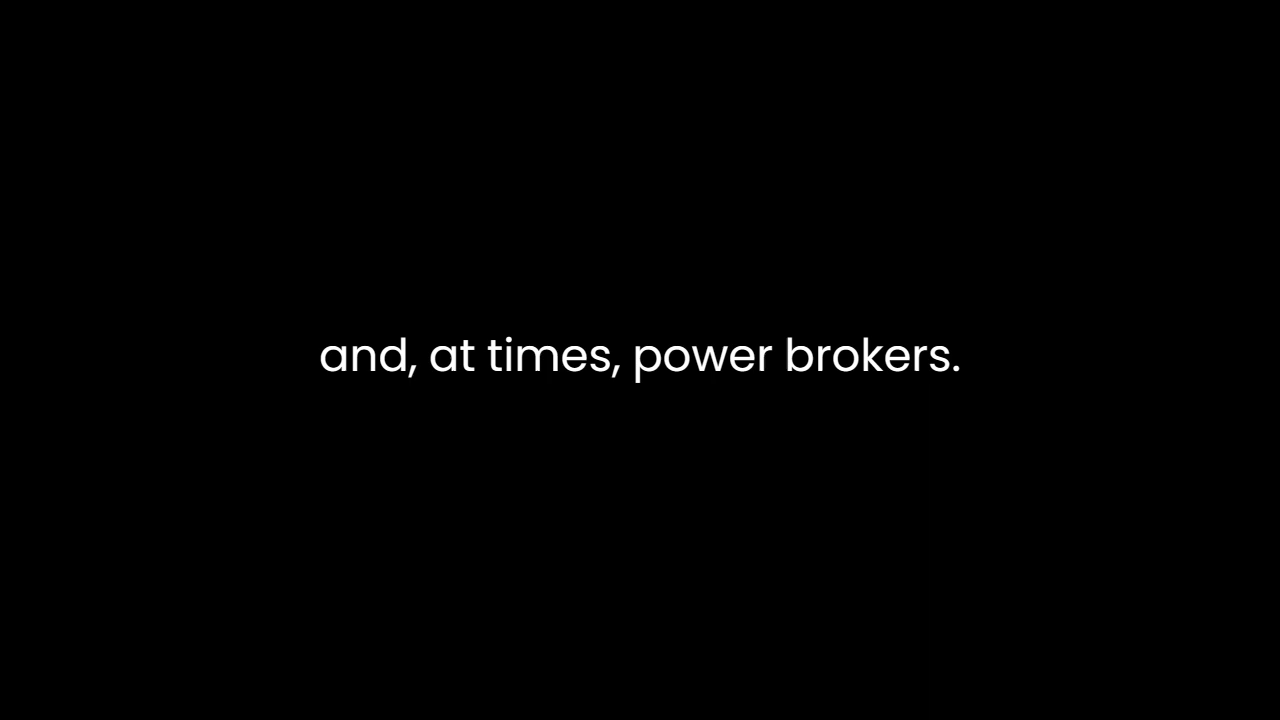 and, at times, power brokers.